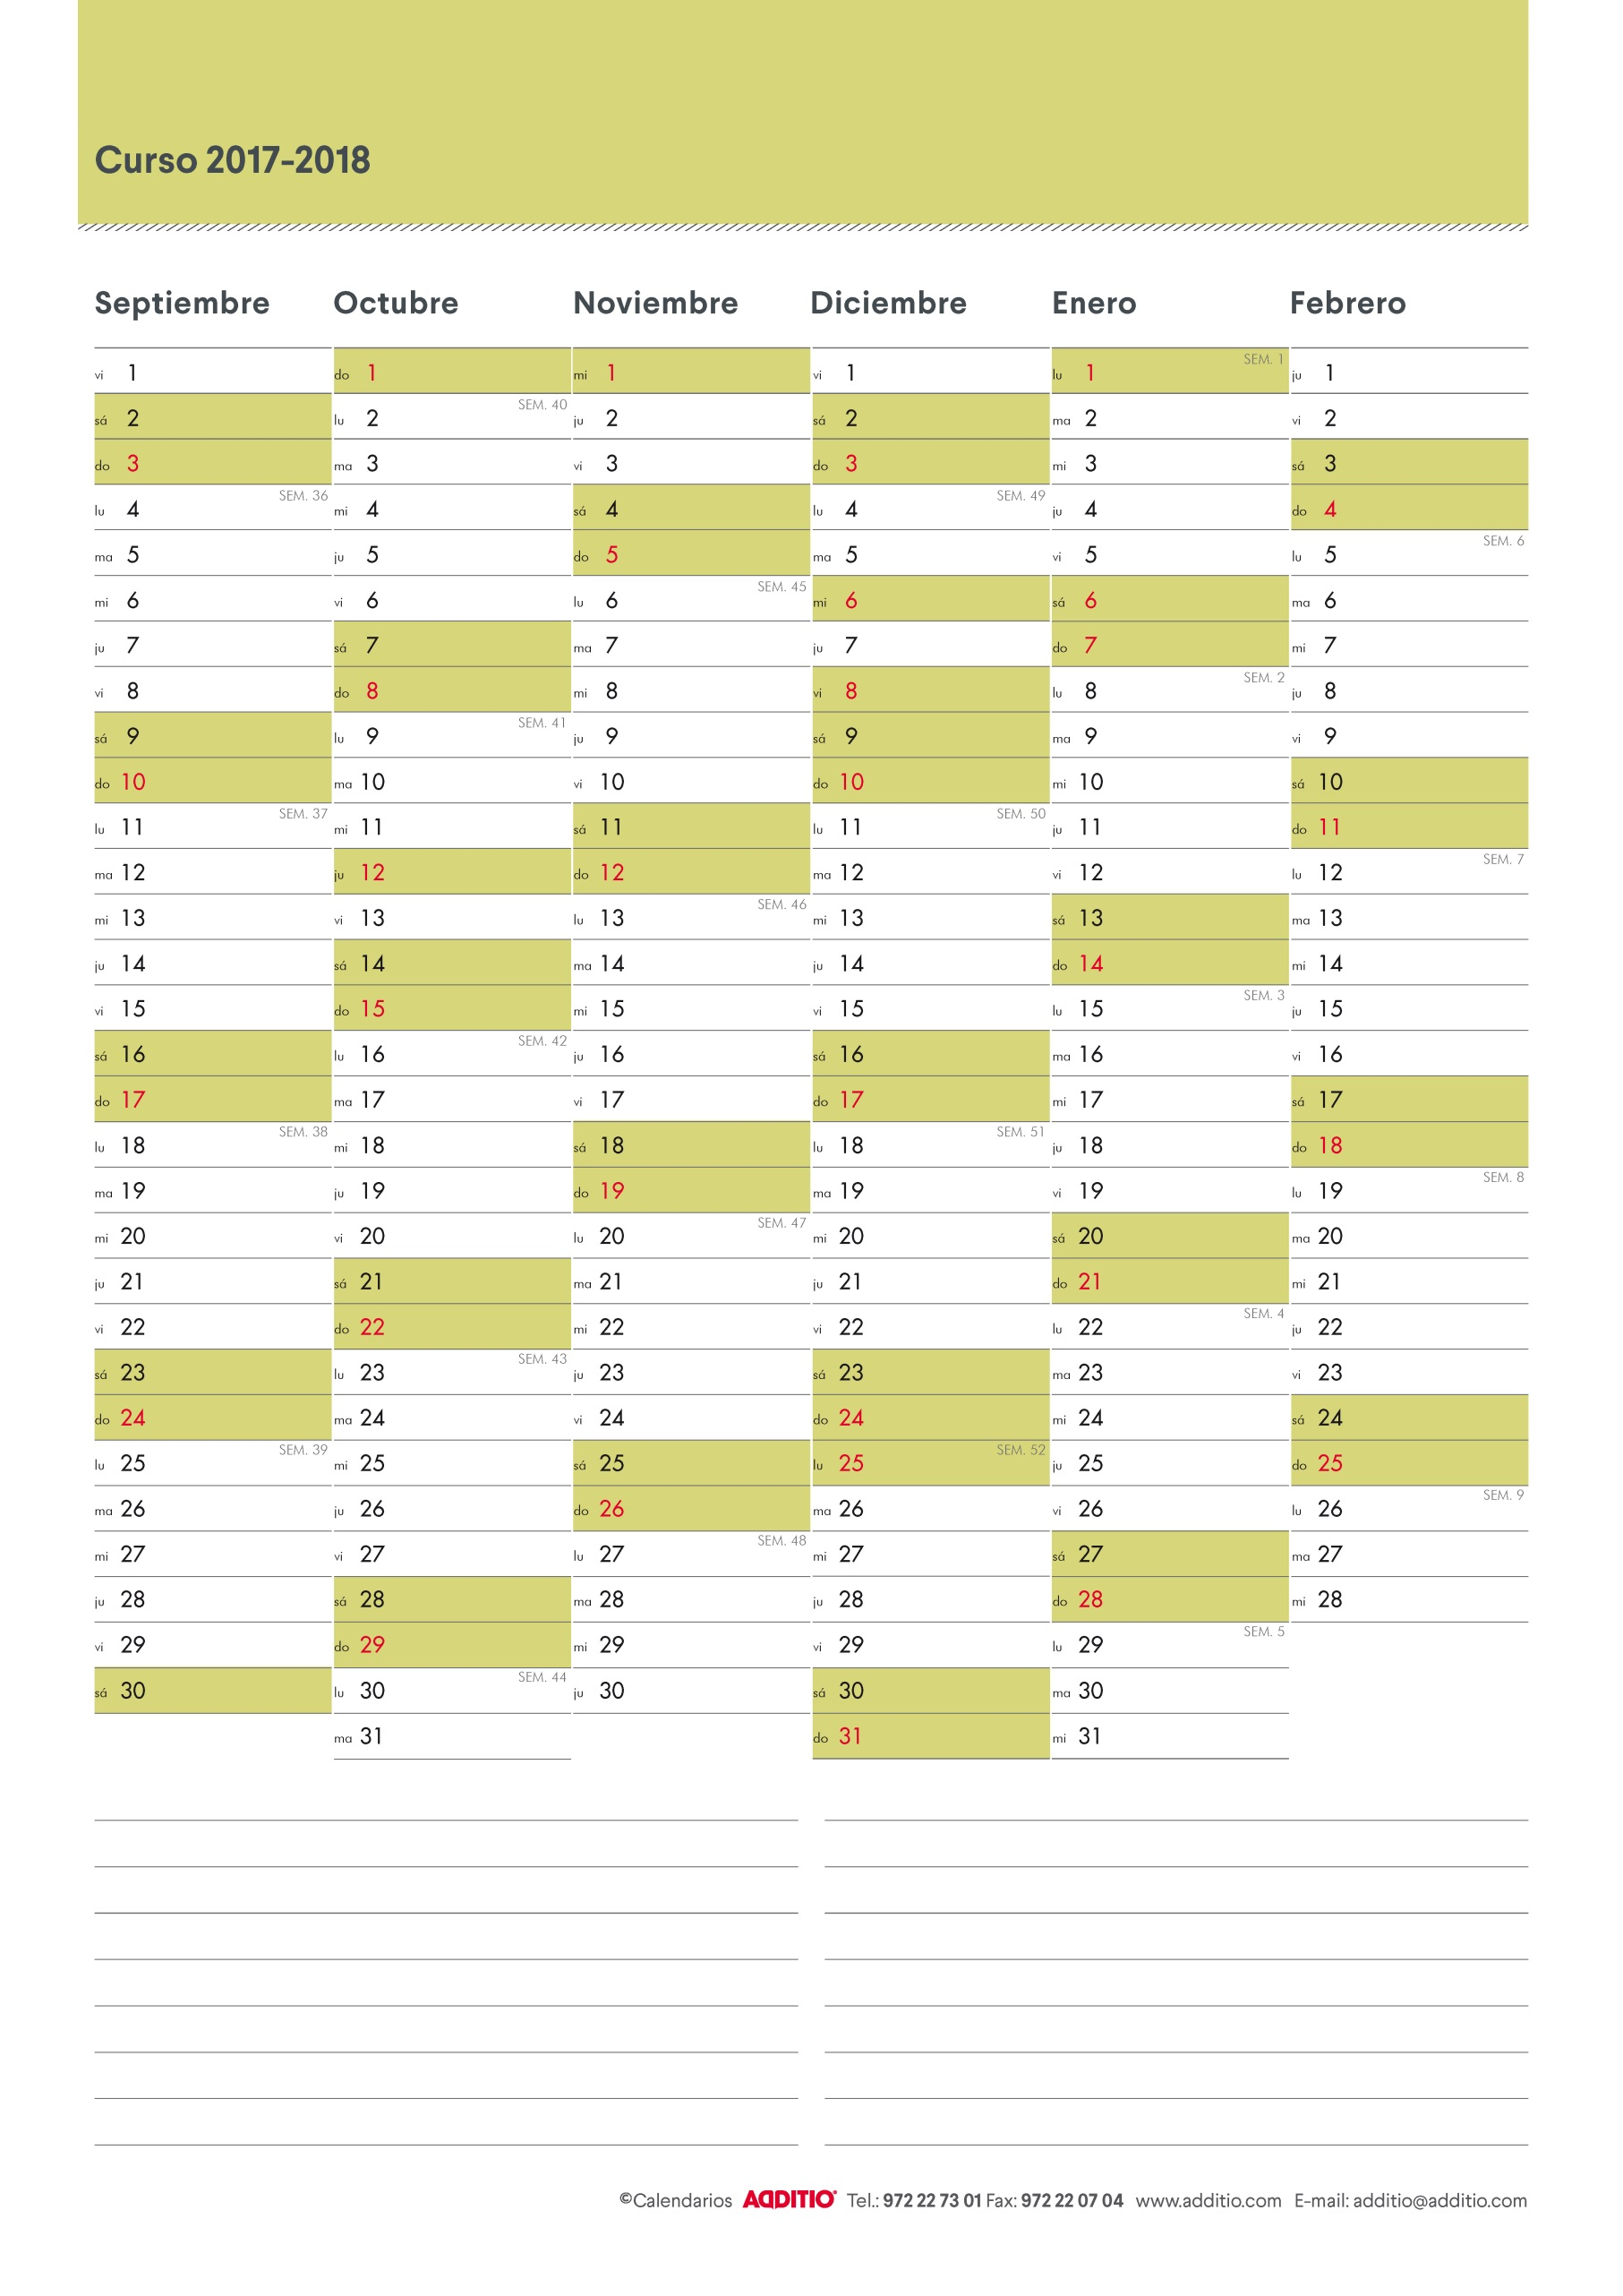 Curso 2017-2018
Septiembre Octubre Noviembre Diciembre Enero Febrero
vi 1 do 1 mi 1 vi 1 lu 1 SEM. 1 ju 1
sá 2 lu 2 SEM. 40 ju 2 sá 2 ma 2 vi 2
do 3 ma 3 vi 3 do 3 mi 3 sá 3
lu 4 SEM. 36 mi 4 sá 4 lu 4 SEM. 49 ju 4 do 4
ma 5 ju 5 do 5 ma 5 vi 5 lu 5 SEM. 6
mi 6 vi 6 lu 6 SEM. 45 mi 6 sá 6 ma 6
ju 7 sá 7 ma 7 ju 7 do 7 mi 7
vi 8 do 8 mi 8 vi 8 lu 8 SEM. 2 ju 8
sá 9 lu 9 SEM. 41 ju 9 sá 9 ma 9 vi 9
do 10 ma 10 vi 10 do 10 mi 10 sá 10
lu 11 SEM. 37 mi 11 sá 11 lu 11 SEM. 50 ju 11 do 11
ma 12 ju 12 do 12 ma 12 vi 12 lu 12 SEM. 7
mi 13 vi 13 lu 13 SEM. 46 mi 13 sá 13 ma 13
ju 14 sá 14 ma 14 ju 14 do 14 mi 14
vi 15 do 15 mi 15 vi 15 lu 15 SEM. 3 ju 15
sá 16 lu 16 SEM. 42 ju 16 sá 16 ma 16 vi 16
do 17 ma 17 vi 17 do 17 mi 17 sá 17
lu 18 SEM. 38 mi 18 sá 18 lu 18 SEM. 51 ju 18 do 18
ma 19 ju 19 do 19 ma 19 vi 19 lu 19 SEM. 8
mi 20 vi 20 lu 20 SEM. 47 mi 20 sá 20 ma 20
ju 21 sá 21 ma 21 ju 21 do 21 mi 21
vi 22 do 22 mi 22 vi 22 lu 22 SEM. 4 ju 22
sá 23 lu 23 SEM. 43 ju 23 sá 23 ma 23 vi 23
do 24 ma 24 vi 24 do 24 mi 24 sá 24
lu 25 SEM. 39 mi 25 sá 25 lu 25 SEM. 52 ju 25 do 25
ma 26 ju 26 do 26 ma 26 vi 26 lu 26 SEM. 9
mi 27 vi 27 lu 27 SEM. 48 mi 27 sá 27 ma 27
ju 28 sá 28 ma 28 ju 28 do 28 mi 28
vi 29 do 29 mi 29 vi 29 lu 29 SEM. 5
sá 30 lu 30 SEM. 44 ju 30 sá 30 ma 30
ma 31 do 31 mi 31
©Calendarios ADDITIO® Tel.: 972 22 73 01 Fax: 972 22 07 04 www.additio.com E-mail: additio@additio.com